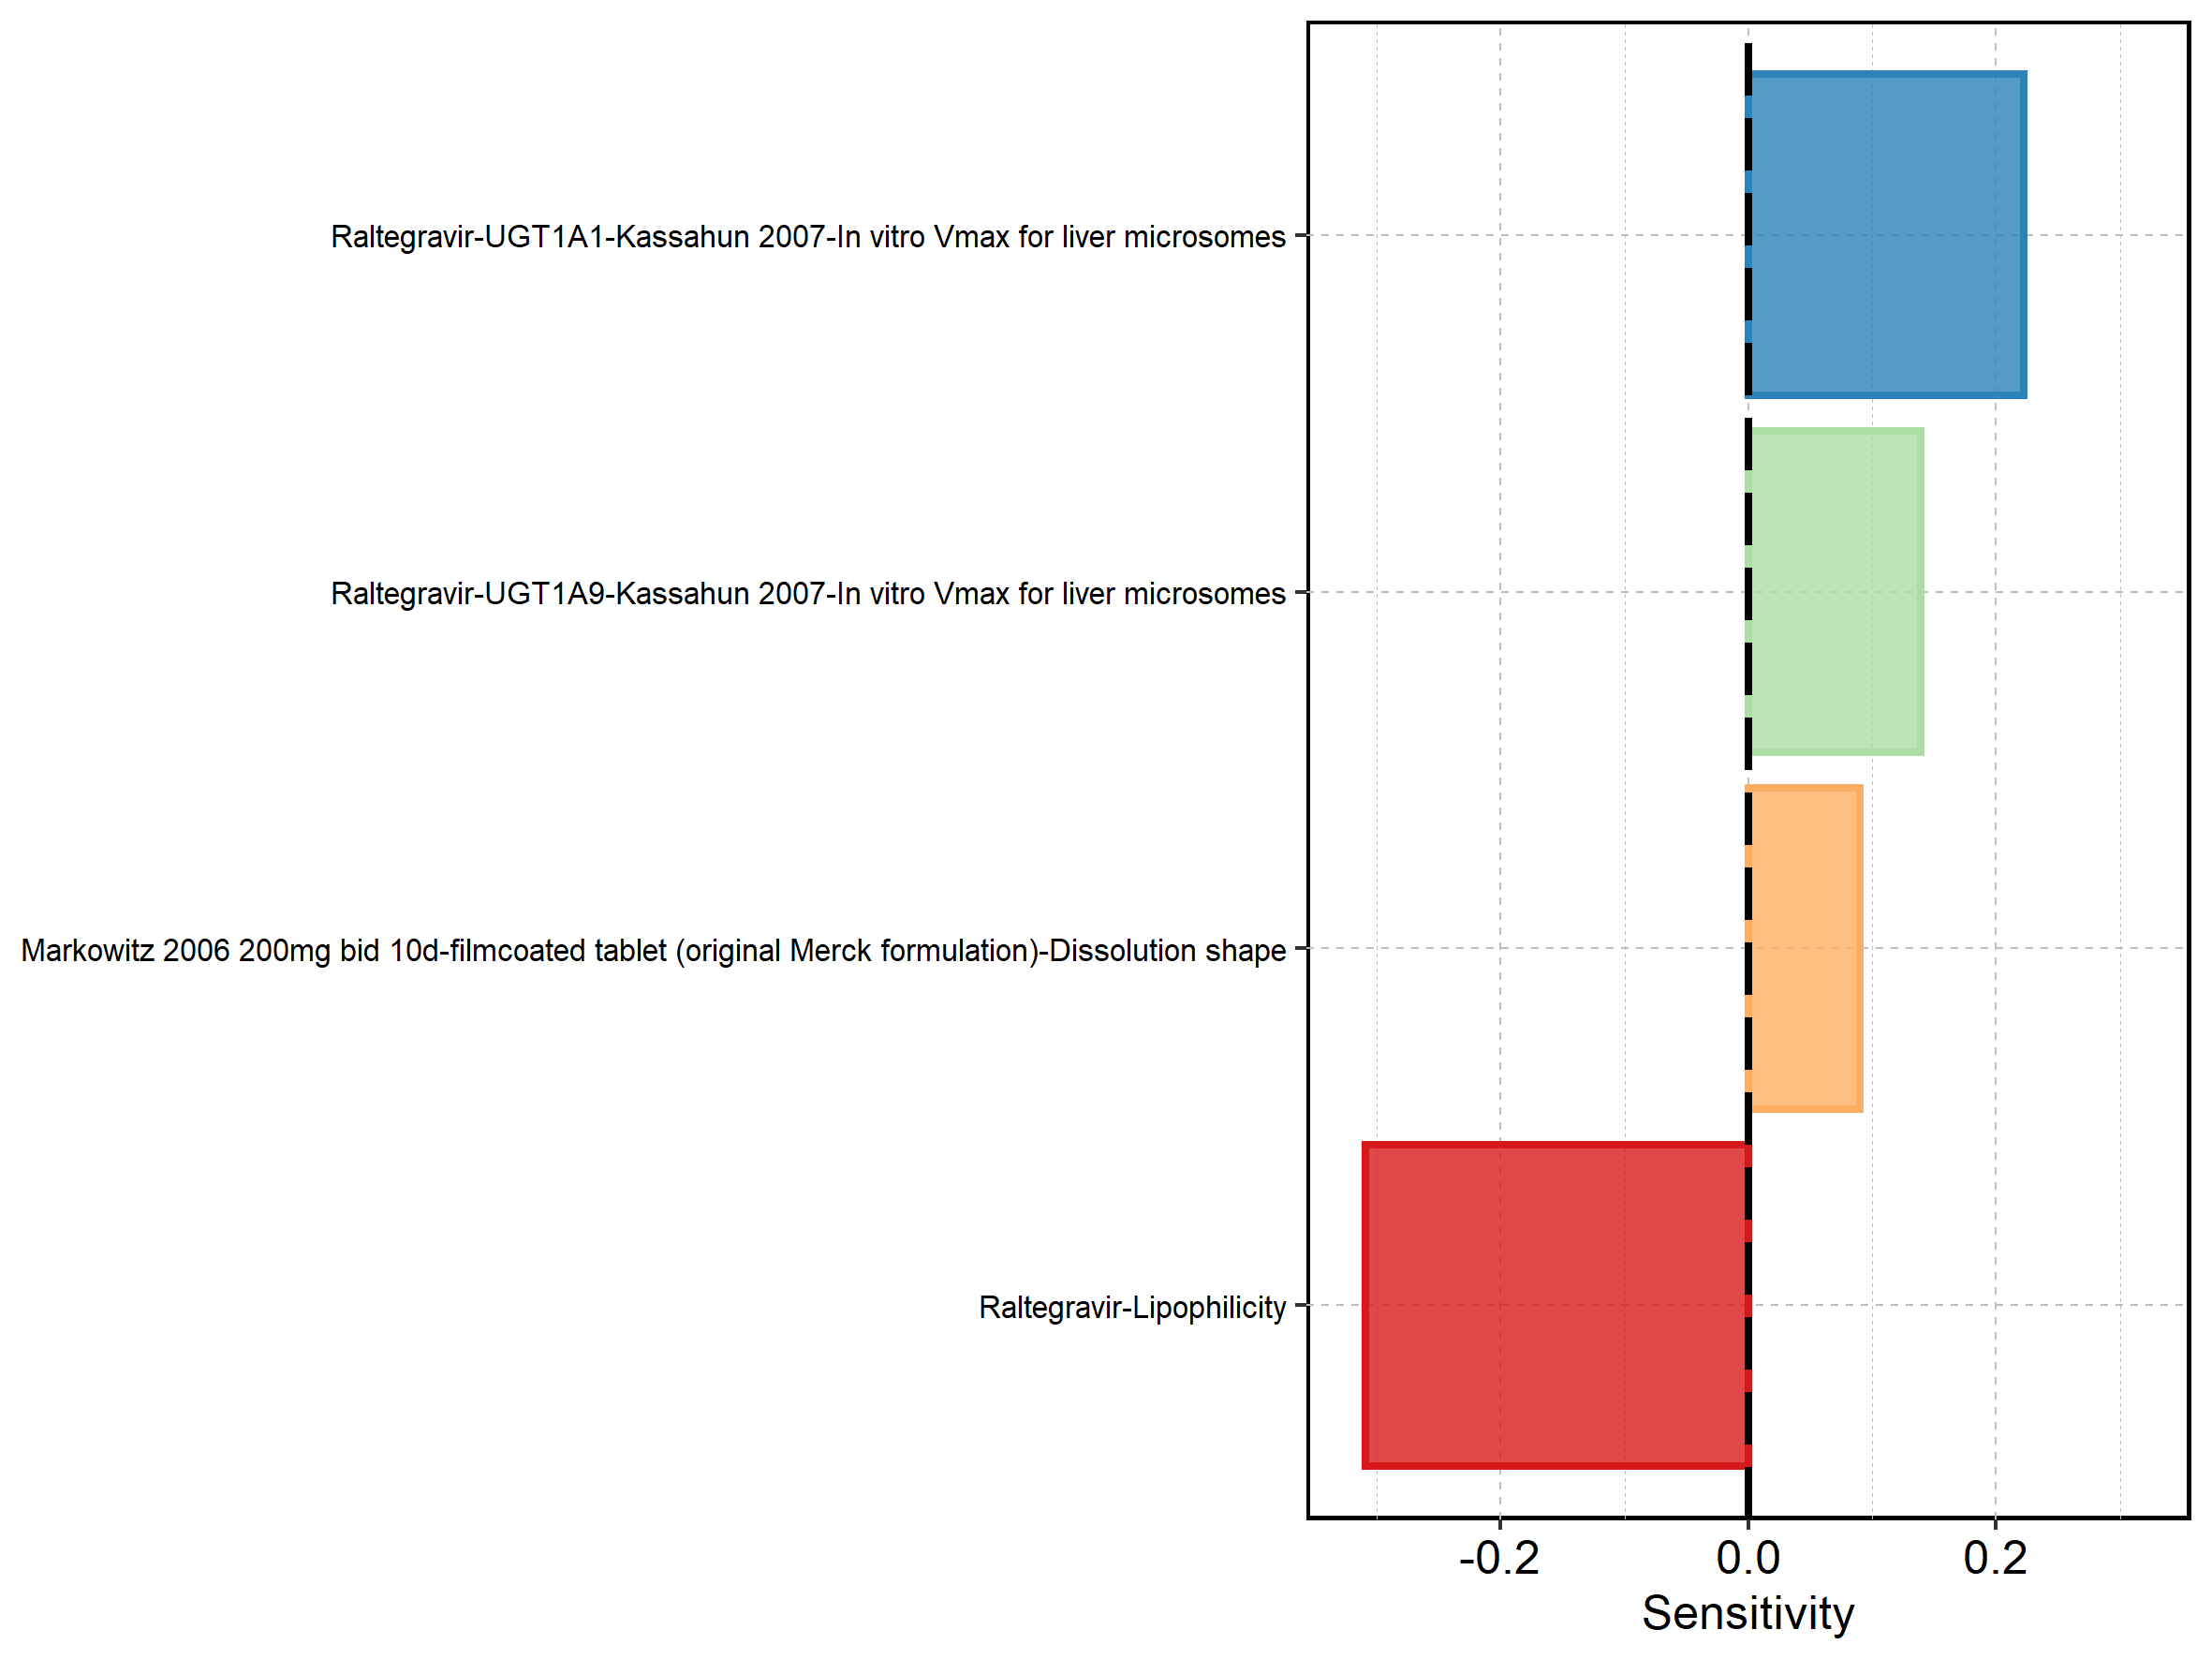 Raltegravir-UGT1A1-Kassahun 2007-In vitro Vmax for liver microsomes
Raltegravir-UGT1A9-Kassahun 2007-In vitro Vmax for liver microsomes
Markowitz 2006 200mg bid 10d-filmcoated tablet (original Merck formulation)-Dissolution shape
Raltegravir-Lipophilicity
-0.2 0.0 0.2
Sensitivity